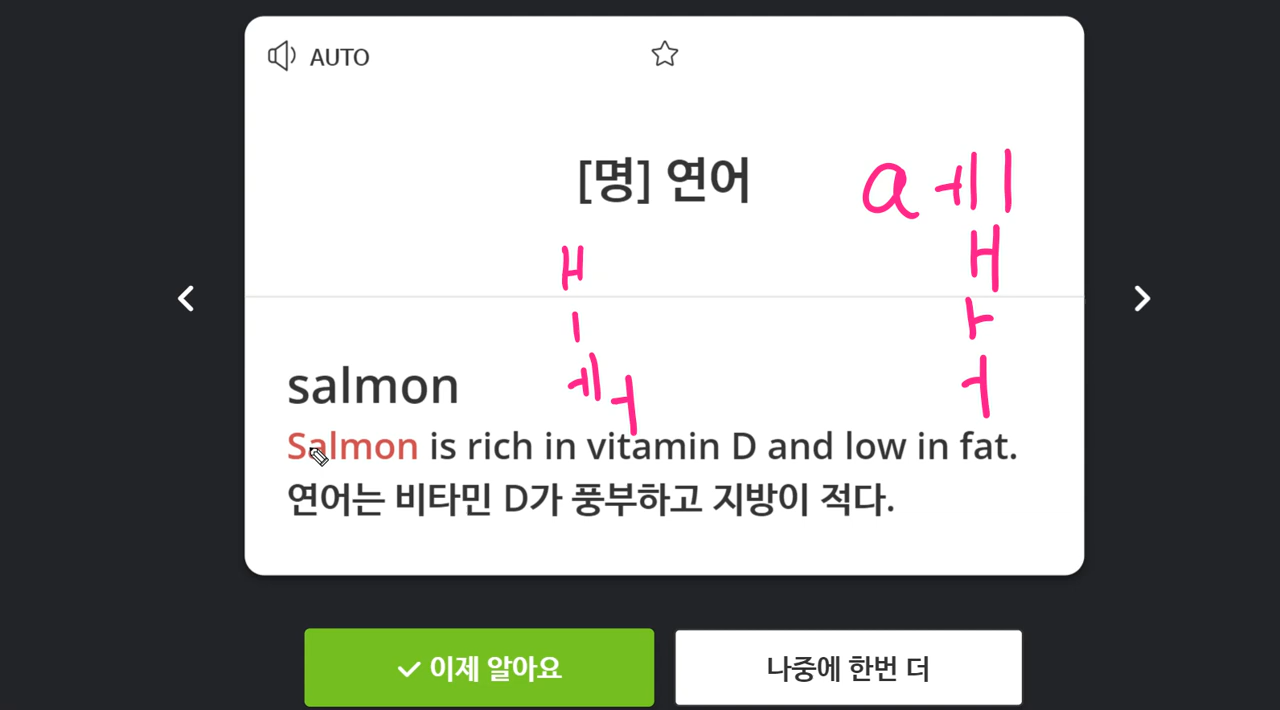 AUTO
[명] 연어
a ㅔㅣ
ㅐ
ㅏ
ㅓ
ㅐ
ㅣ
ㅔㅓ
salmon
Salmon is rich in vitamin D and low in fat.
연어는 비타민 D가 풍부하고 지방이 적다.
이제 알아요
나중에 한번 더